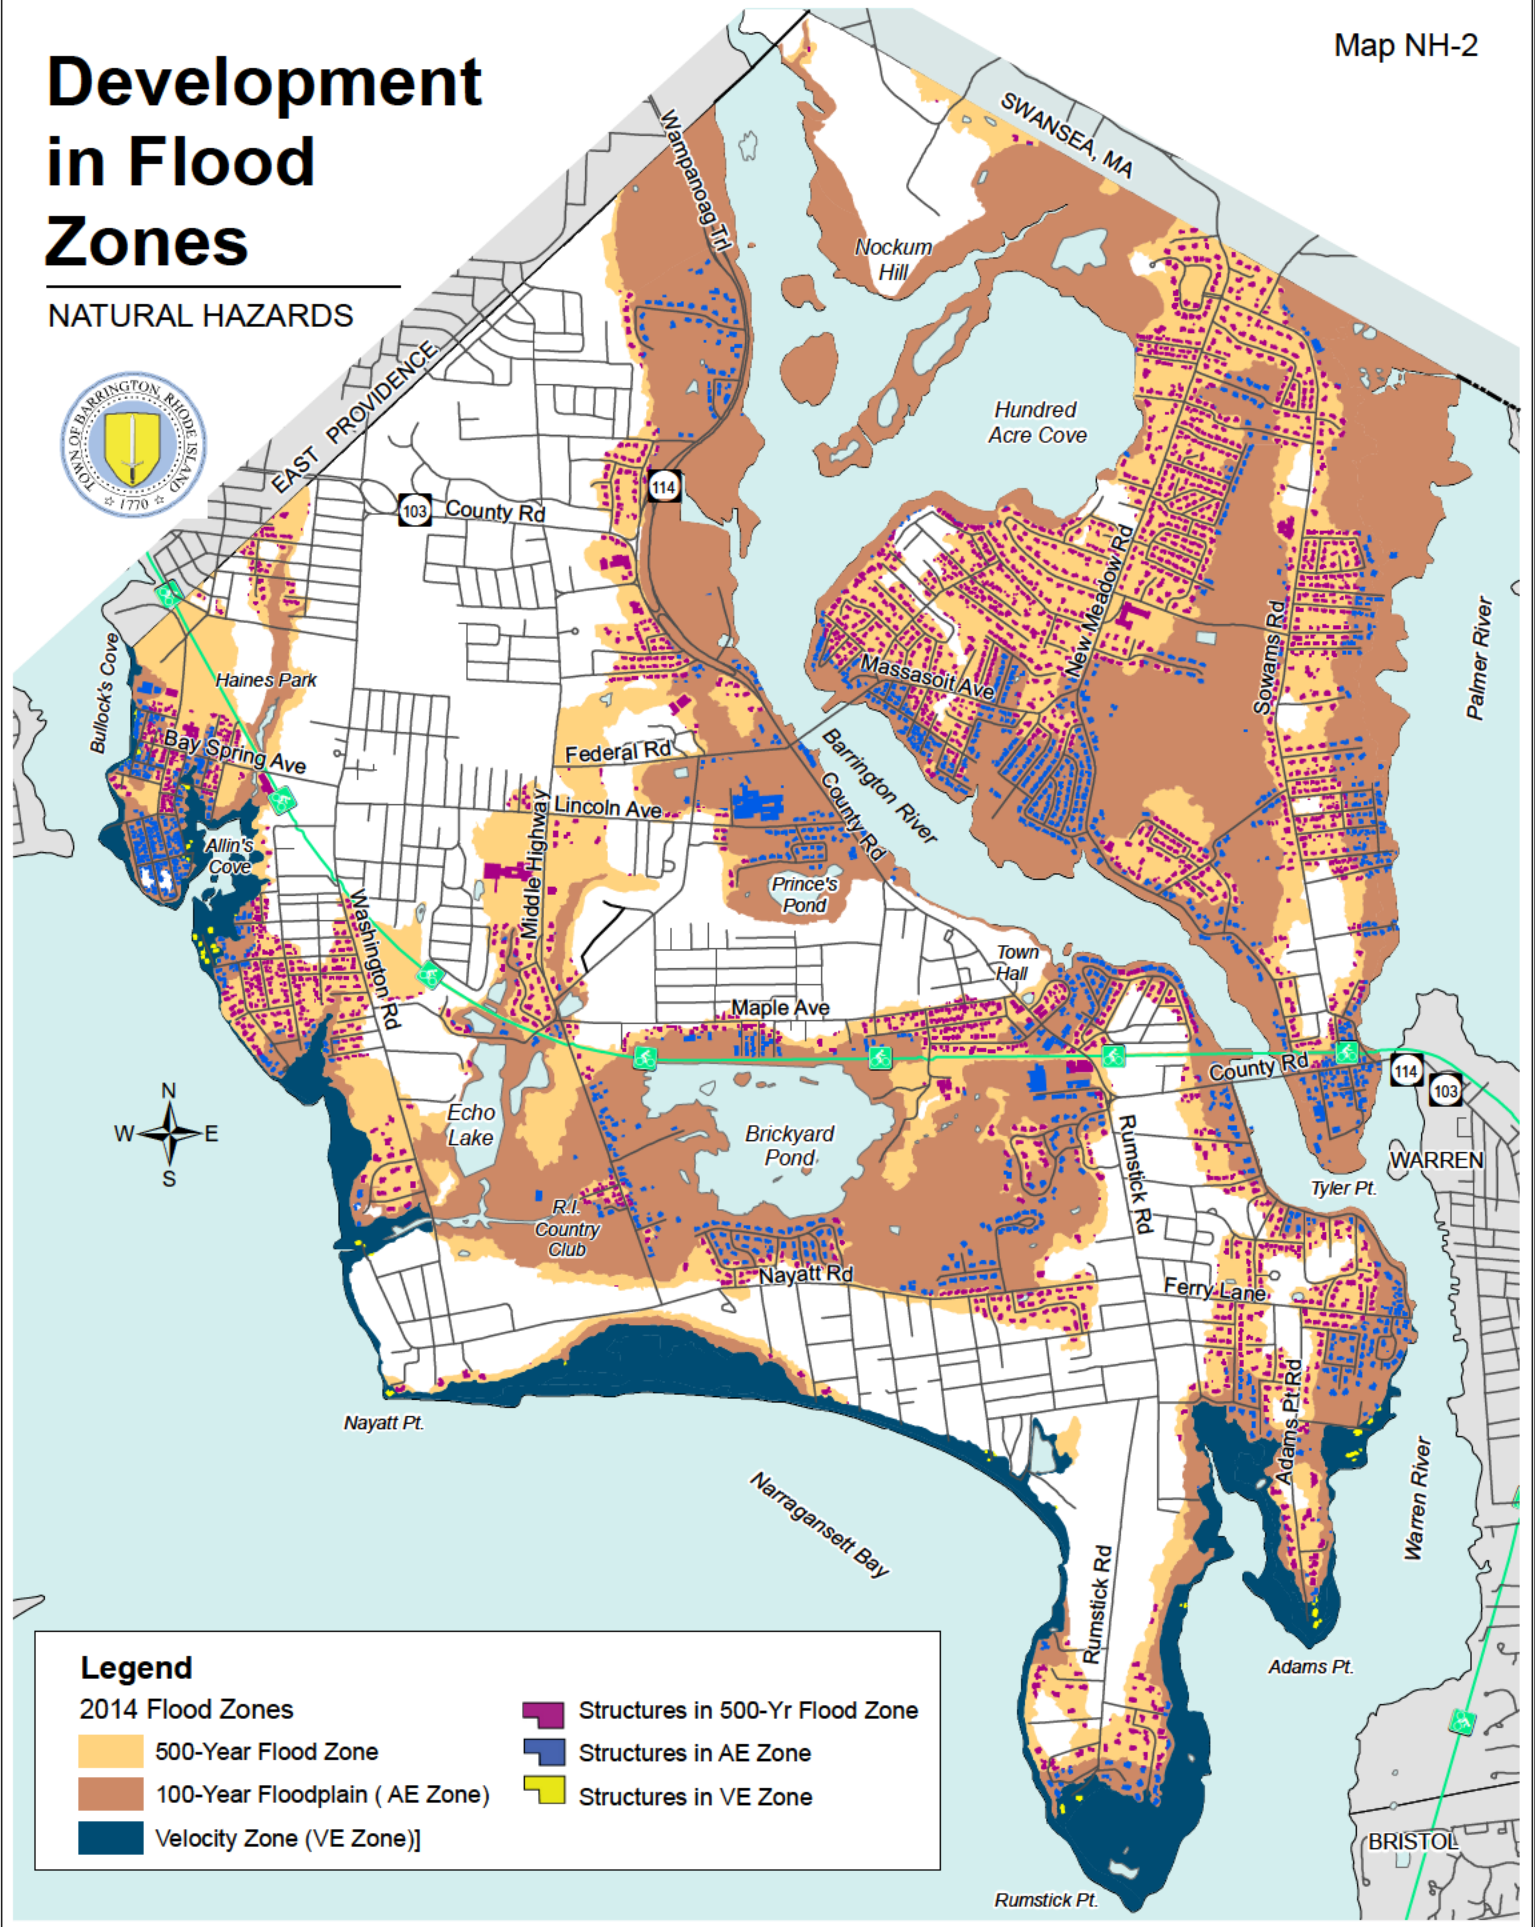 Development
in Flood
Zones
NATURAL HAZARDS
Map NH-2
TOWN OF BARRINGTON, RHODE ISLAND
☆ 1770 ☆
SWANSEA, MA
Wampanoag Trl
Nockum
Hill
EAST PROVIDENCE
Hundred
Acre Cove
114
103
County Rd
New Meadow Rd
Sowams Rd
Palmer River
Bullock's Cove
Haines Park
Massasoit Ave
Bay Spring Ave
Federal Rd
Barrington River
Lincoln Ave
County Rd
Middle Highway
Allin's
Cove
Prince's
Pond
Washington Rd
Town
Hall
Maple Ave
County Rd
114
103
N
W
E
S
Echo
Lake
Brickyard
Pond
Rumstick Rd
WARREN
Tyler Pt.
R.I.
Country
Club
Nayatt Rd
Ferry Lane
Adams Pt Rd
Nayatt Pt.
Warren River
Narragansett Bay
Rumstick Rd
Adams Pt.
Legend
2014 Flood Zones
500-Year Flood Zone
100-Year Floodplain ( AE Zone)
Velocity Zone (VE Zone)]
Structures in 500-Yr Flood Zone
Structures in AE Zone
Structures in VE Zone
BRISTOL
Rumstick Pt.